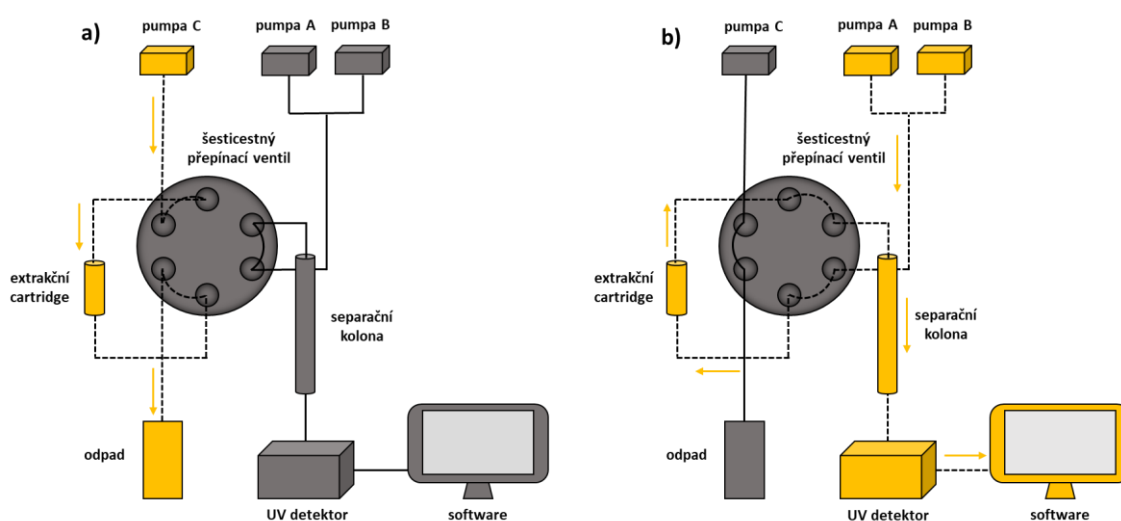 a)
pumpa C
pumpa A
pumpa B
šesticestný
přepínací ventil
extrakční
cartridge
separační
kolona
odpad
UV detektor
software
b)
pumpa C
pumpa A
pumpa B
šesticestný
přepínací ventil
extrakční
cartridge
separační
kolona
odpad
UV detektor
software